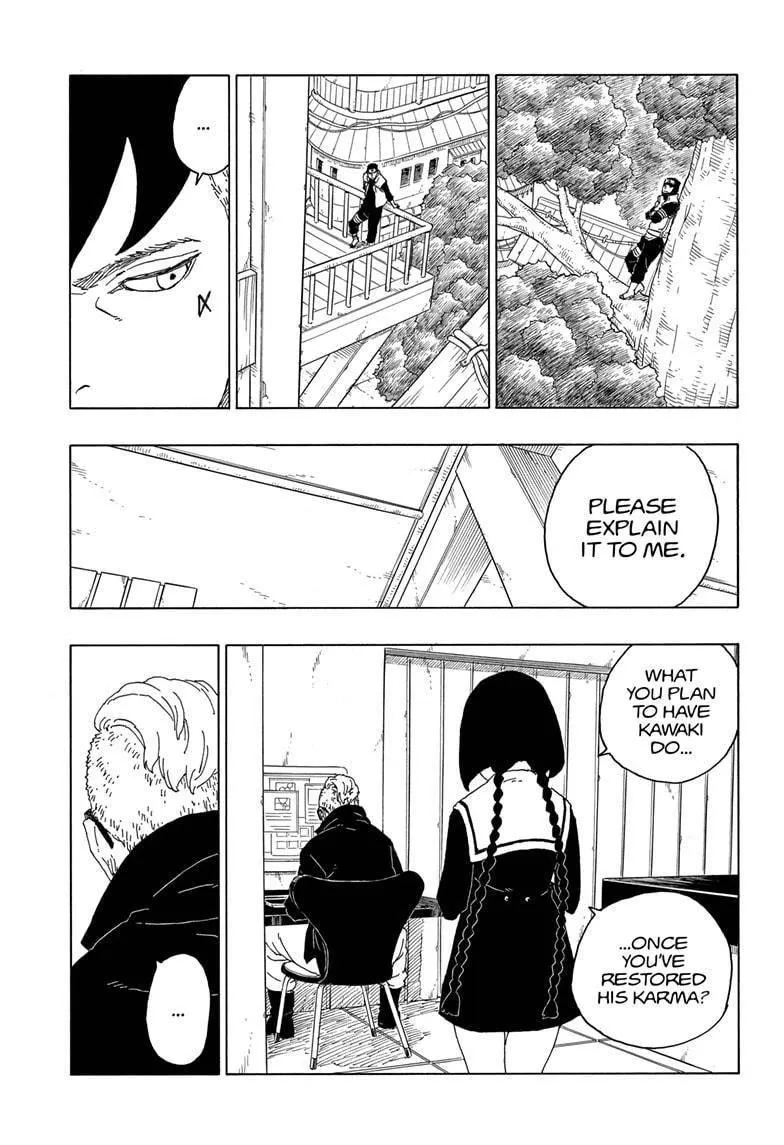 ...
PLEASE
EXPLAIN
IT TO ME.
WHAT
YOU PLAN
TO HAVE
KAWAKI
DO...
...ONCE
YOU'VE
RESTORED
HIS KARMA?
...